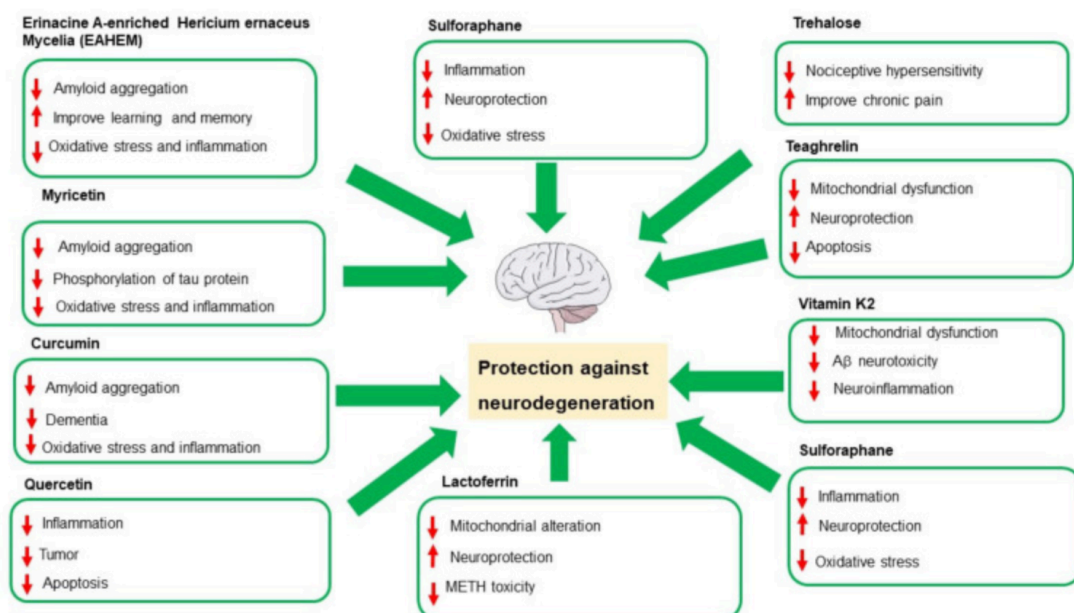 Erinacine A-enriched Hericium ernaceus
Mycelia (EAHEM)
Amyloid aggregation
Improve learning and memory
Oxidative stress and inflammation
Myricetin
Amyloid aggregation
Phosphorylation of tau protein
Oxidative stress and inflammation
Curcumin
Amyloid aggregation
Dementia
Oxidative stress and inflammation
Quercetin
Inflammation
Tumor
Apoptosis
Sulforaphane
Inflammation
Neuroprotection
Oxidative stress
Protection against
neurodegeneration
Lactoferrin
Mitochondrial alteration
Neuroprotection
METH toxicity
Trehalose
Nociceptive hypersensitivity
Improve chronic pain
Teaghrelin
Mitochondrial dysfunction
Neuroprotection
Apoptosis
Vitamin K2
Mitochondrial dysfunction
Aβ neurotoxicity
Neuroinflammation
Sulforaphane
Inflammation
Neuroprotection
Oxidative stress